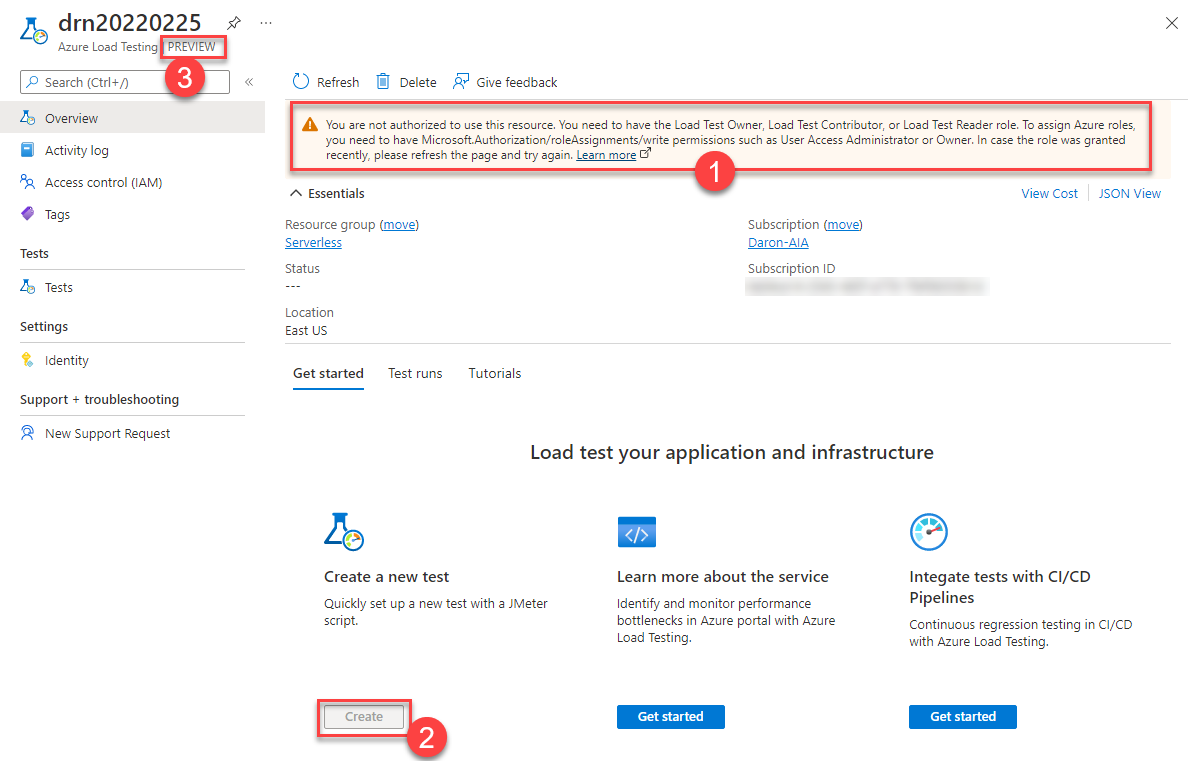 drn20220225
Azure Load Testing PREVIEW
3
Search (Ctrl+/)
Overview
Activity log
Access control (IAM)
Tags
Tests
Tests
Settings
Identity
Support + troubleshooting
New Support Request
Refresh Delete Give feedback
You are not authorized to use this resource. You need to have the Load Test Owner, Load Test Contributor, or Load Test Reader role. To assign Azure roles,
you need to have Microsoft.Authorization/roleAssignments/write permissions such as User Access Administrator or Owner. In case the role was granted
recently, please refresh the page and try again. Learn more
1
Essentials
View Cost JSON View
Resource group (move)
Serverless
Status
---
Location
East US
Subscription (move)
Daron-AIA
Subscription ID
Get started Test runs Tutorials
Load test your application and infrastructure
Create a new test
Quickly set up a new test with a JMeter
script.
Create
2
Learn more about the service
Identify and monitor performance
bottlenecks in Azure portal with Azure
Load Testing.
Get started
Integate tests with CI/CD
Pipelines
Continuous regression testing in CI/CD
with Azure Load Testing.
Get started